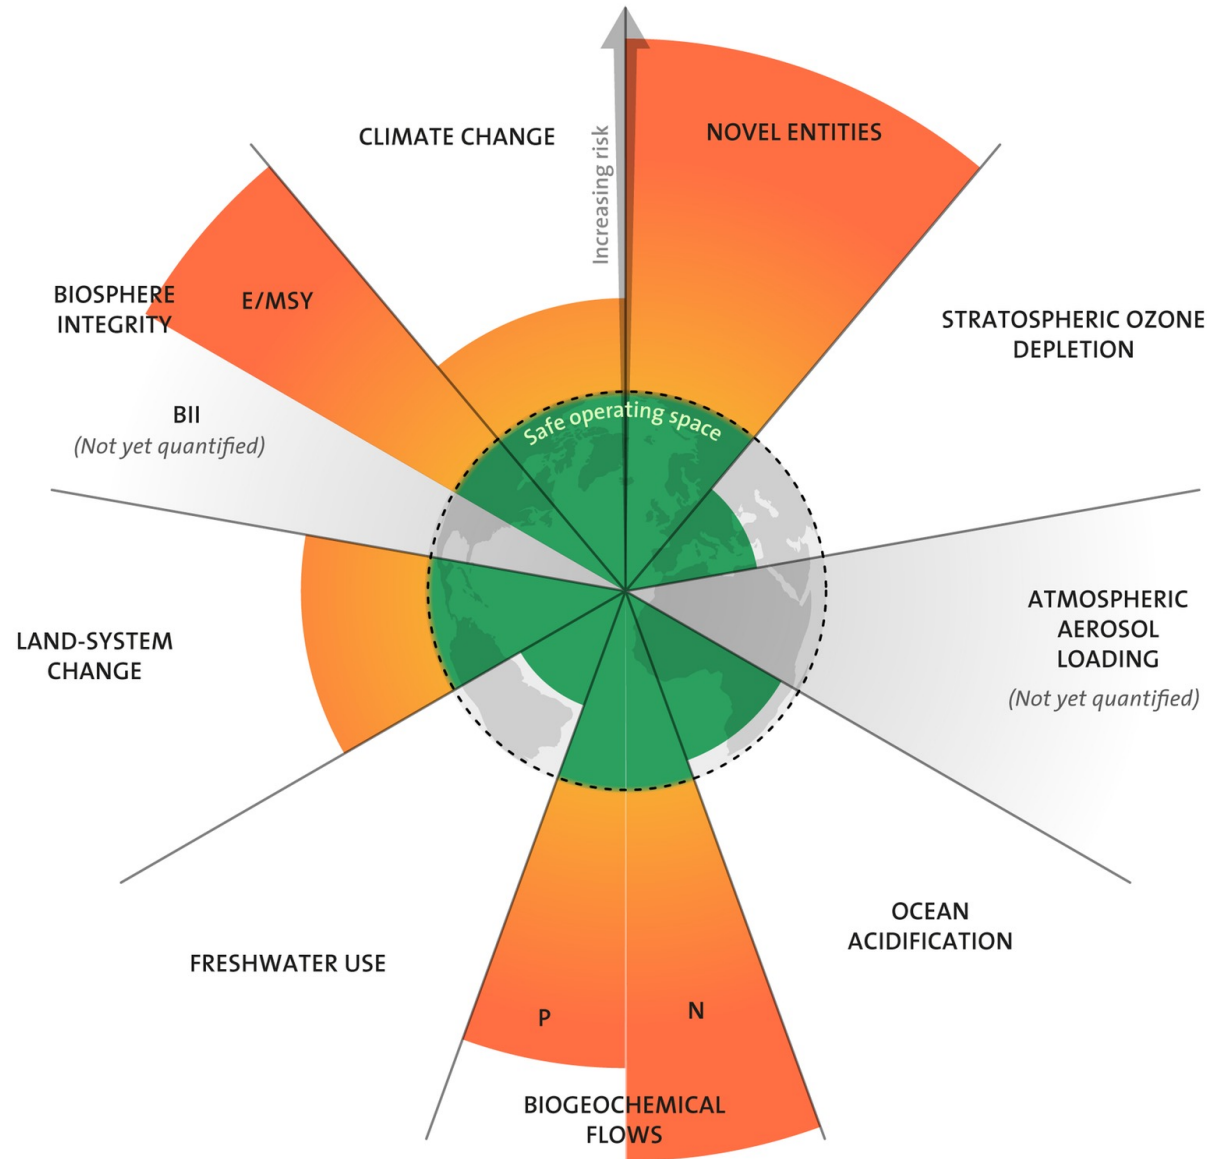 CLIMATE CHANGE
Increasing risk
NOVEL ENTITIES
BIOSPHERE
INTEGRITY
E/MSY
STRATOSPHERIC OZONE
DEPLETION
BII
(Not yet quantified)
Safe operating space
LAND-SYSTEM
CHANGE
ATMOSPHERIC
AEROSOL
LOADING
(Not yet quantified)
FRESHWATER USE
OCEAN
ACIDIFICATION
P
N
BIOGEOCHEMICAL
FLOWS